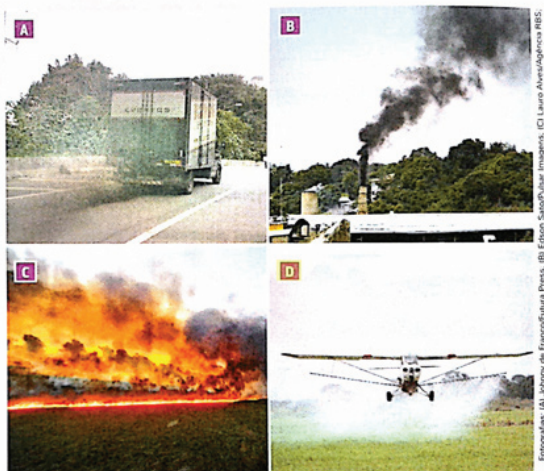 A
B
C
D
Fotografias: (A) Johnny de Franco/Futura Press, (B) Edson Sato/Pulsar Imagens, (C) Lauro Alves/Agência RBS;